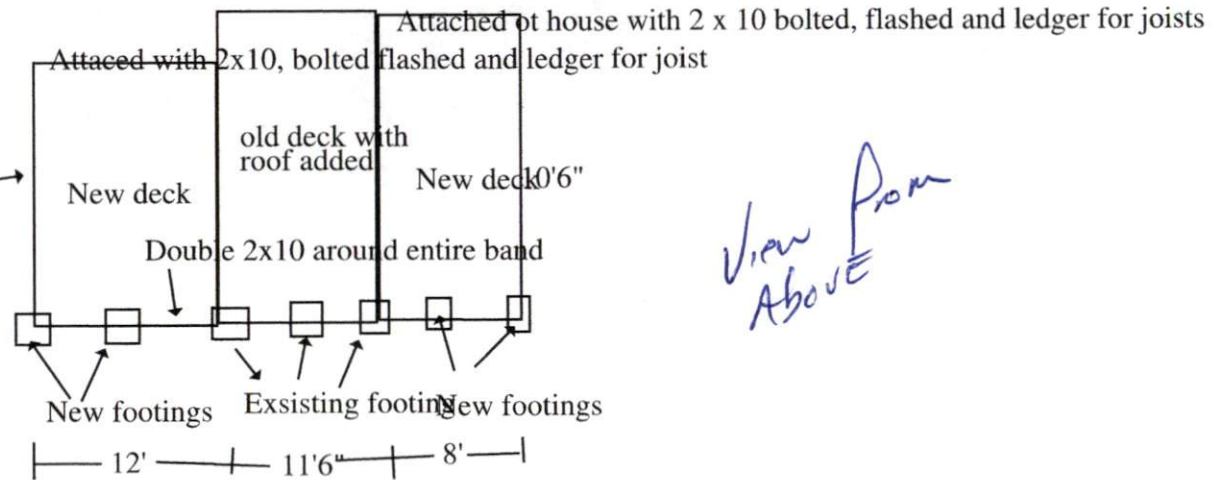 Attached ot house with 2 x 10 bolted, flashed and ledger for joists
Attaced with 2x10, bolted flashed and ledger for joist
old deck with
roof added
New deck
New deck
0'6"
Double 2x10 around entire band
View From
Above
New footings
Exsisting footing
New footings
12'
11'6"
8'